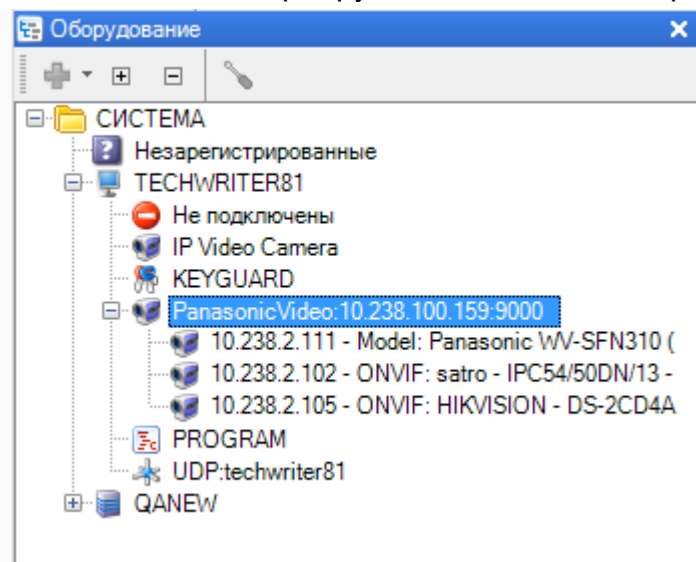 Оборудование
СИСТЕМА
Незарегистрированные
TECHWRITER81
Не подключены
IP Video Camera
KEYGUARD
PanasonicVideo:10.238.100.159:9000
10.238.2.111 - Model: Panasonic WV-SFN310 (
10.238.2.102 - ONVIF: satro - IPC54/50DN/13 -
10.238.2.105 - ONVIF: HIKVISION - DS-2CD4A
PROGRAM
UDP:techwriter81
QANEW